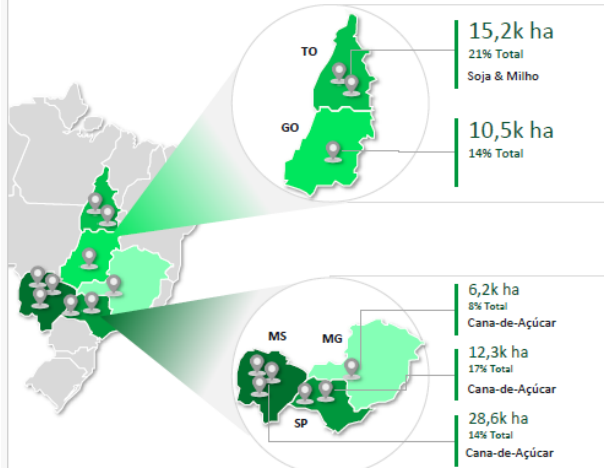 TO
GO
15,2k ha
21% Total
Soja & Milho
10,5k ha
14% Total
MS
MG
SP
6,2k ha
8% Total
Cana-de-Açúcar
12,3k ha
17% Total
Cana-de-Açúcar
28,6k ha
14% Total
Cana-de-Açúcar